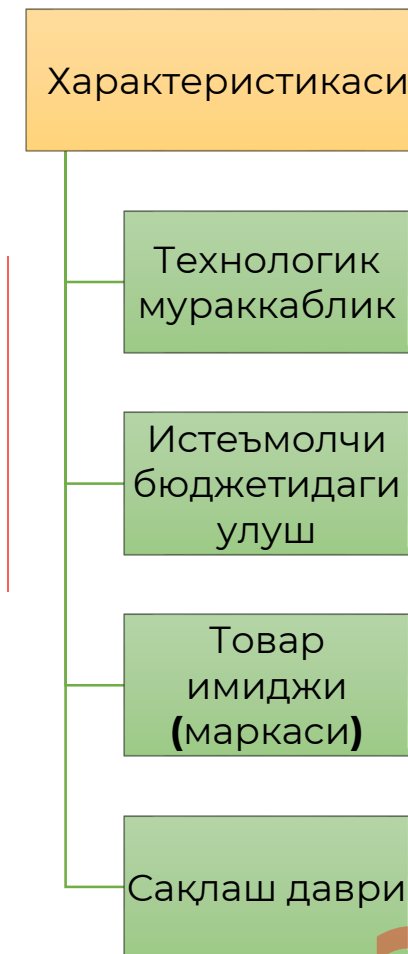 Характеристикаси
Технологик
мураккаблик
Истеъмолчи
бюджетидаги
улуш
Товар
имиджи
(маркаси)
Сақлаш даври